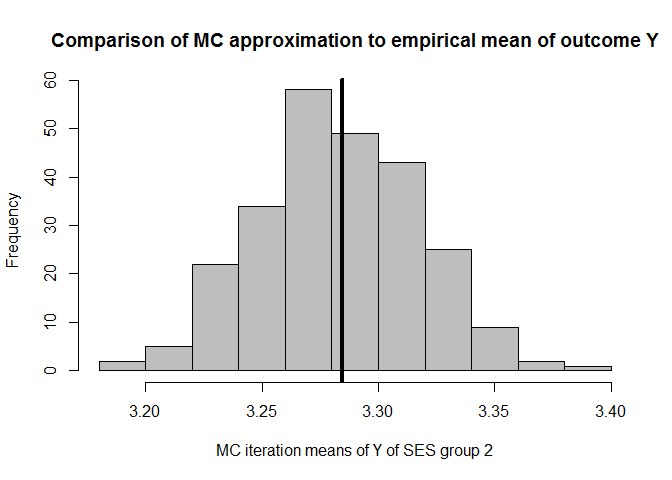 Comparison of MC approximation to empirical mean of outcome Y
60
50
40
30
20
10
0
Frequency
3.20 3.25 3.30 3.35 3.40
MC iteration means of Y of SES group 2